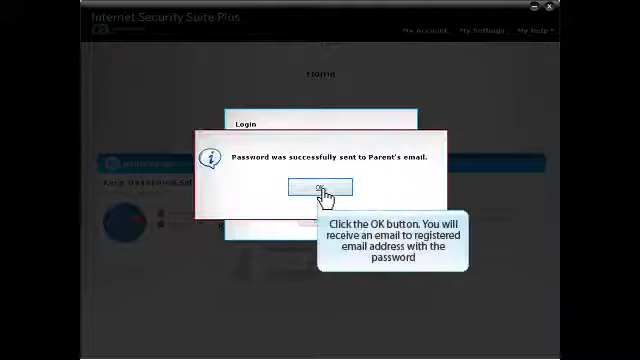 Internet Security Suite Plus
My Account
My Settings
My Help
Home
Login
Password was successfully sent to Parent's email.
OK
Click the OK button. You will
receive an email to registered
email address with the
password